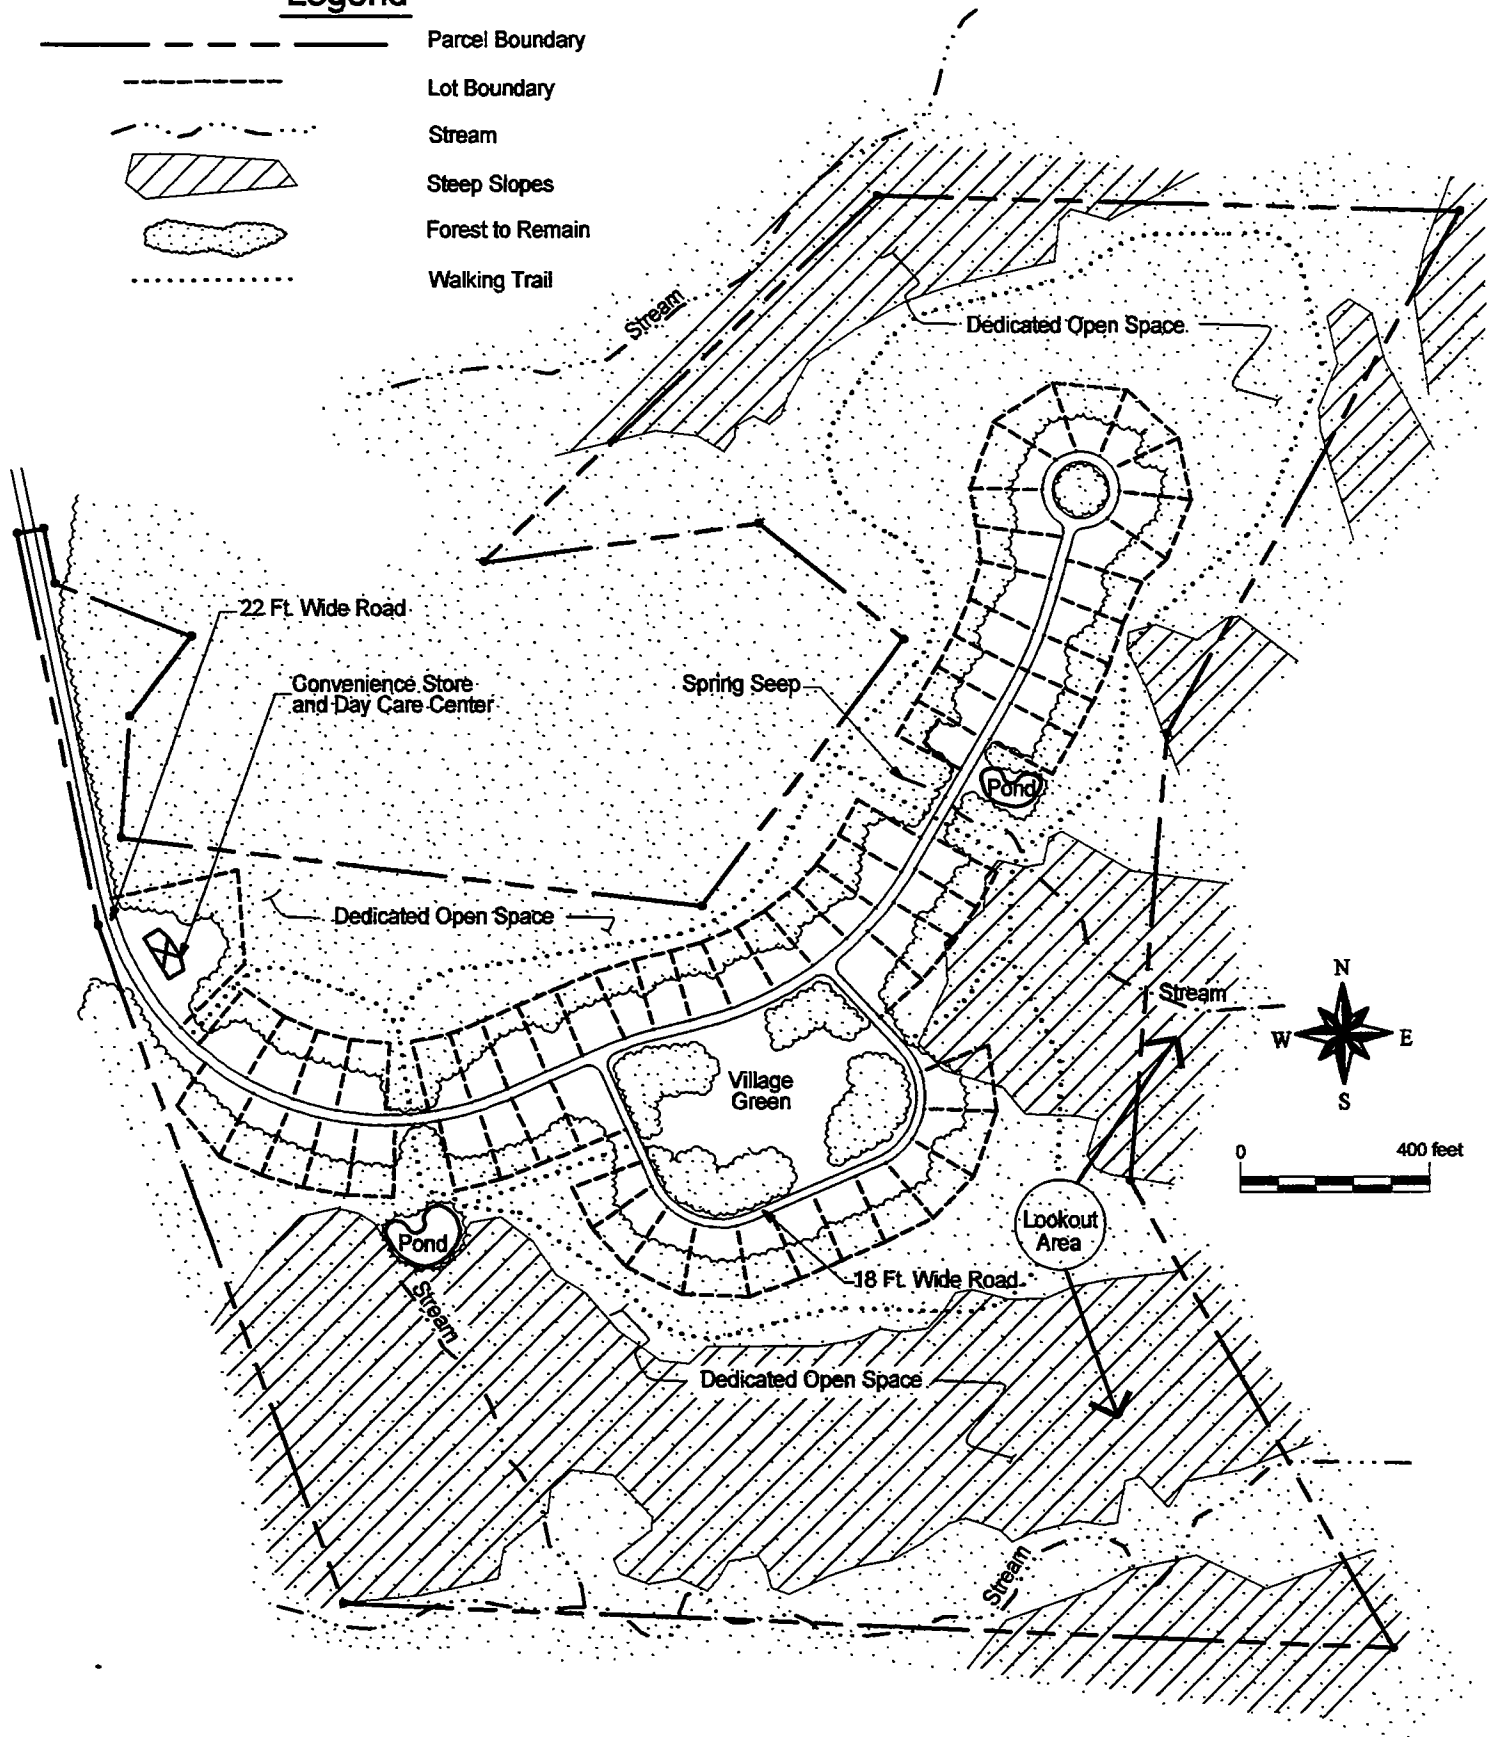 Legend
Parcel Boundary
Lot Boundary
Stream
Steep Slopes
Forest to Remain
Walking Trail
Stream
Dedicated Open Space
22 Ft. Wide Road
Convenience Store
and Day Care Center
Spring Seep
Pond
Dedicated Open Space
Stream
N
W
E
S
Village
Green
0
400 feet
Lookout
Area
Pond
18 Ft. Wide Road
Stream
Dedicated Open Space
Stream